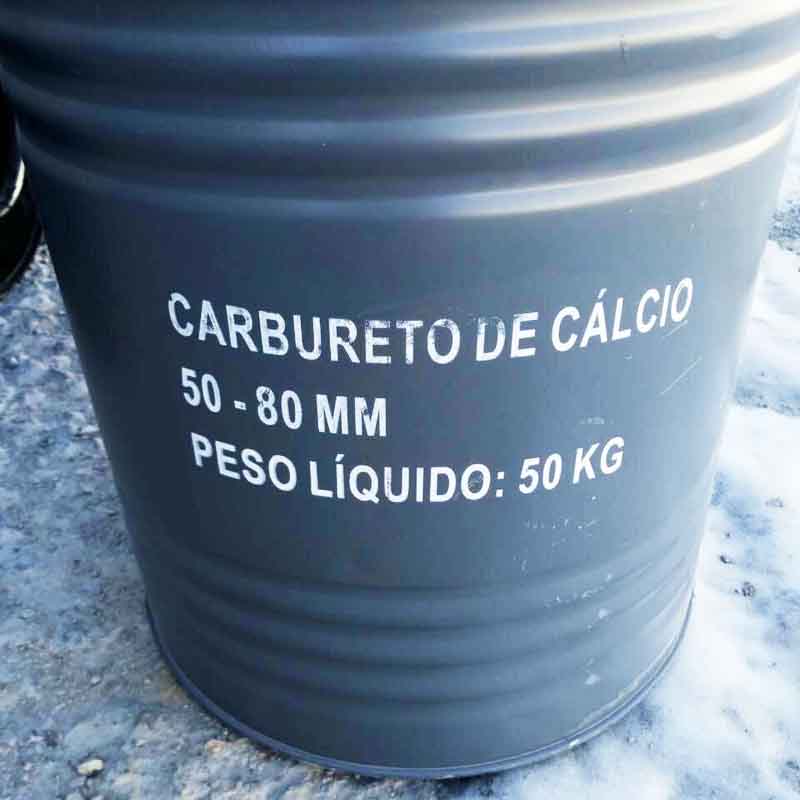 CARBURETO DE CÁLCIO
50 - 80 MM
PESO LÍQUIDO: 50 KG